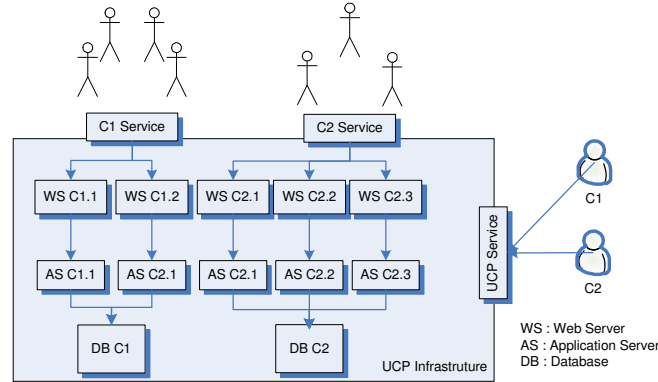 C1 Service
C2 Service
WS C1.1
WS C1.2
WS C2.1
WS C2.2
WS C2.3
AS C1.1
AS C2.1
AS C2.1
AS C2.2
AS C2.3
DB C1
DB C2
UCP Infrastruture
UCP Service
C1
C2
WS : Web Server
AS : Application Server
DB : Database